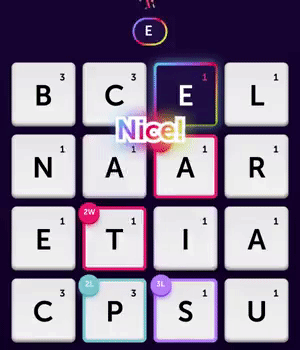 E
3 3 1 1
B C E L
Nice!
1 1 1 1
N A A R
2W
1 1 1 1
E T I A
2L 3L
3 3 1 1
C P S U